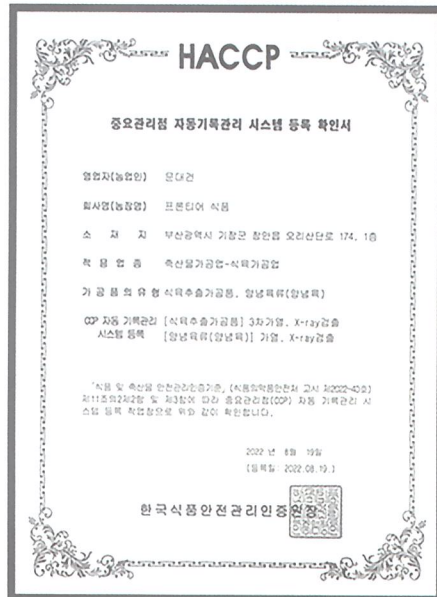 HACCP
중요관리점 자동기록관리 시스템 등록 확인서
영업자(농업인) 문대건
회사명(농장명) 프론티어 식품
소 재 지 부산광역시 기장군 장안읍 오리산단로 174, 1층
적 용 업 종 축산물가공업-식육가공업
가 공 품 의 유 형 식육추출가공품, 양념육류(양념육)
CCP 자동 기록관리 [식육추출가공품] 3차가열, X-ray검출
시스템 등록 [양념육류(양념육)] 가열, X-ray검출
「식품 및 축산물 안전관리인증기준」(식품의약품안전처 고시 제2022-40호)
제11조의2제2항 및 제3항에 따라 중요관리점(CCP) 자동 기록관리 시
스템 등록 작업장으로 위와 같이 확인합니다.
2022 년 8월 19일
(등록일: 2022.08.19.)
한국식품안전관리인증원장